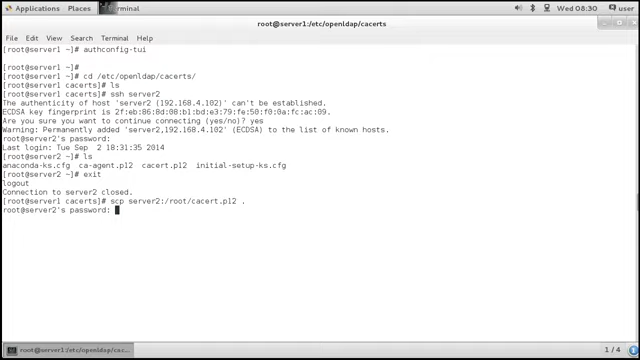 Applications Places Terminal Wed 08:30 user
root@server1:/etc/openldap/cacerts
File Edit View Search Terminal Help
[root@server1 ~]# authconfig-tui
[root@server1 ~]#
[root@server1 ~]# cd /etc/openldap/cacerts/
[root@server1 cacerts]# ls
[root@server1 cacerts]# ssh server2
The authenticity of host 'server2 (192.168.4.102)' can't be established.
ECDSA key fingerprint is 2f:eb:86:8d:d8:e3:79:fe:50:f0:0a:fc:ac:09.
Are you sure you want to continue connecting (yes/no)? yes
Warning: Permanently added 'server2,192.168.4.102' (ECDSA) to the list of known hosts.
root@server2's password:
Last login: Tue Sep 2 18:31:35 2014
[root@server2 ~]# ls
anaconda-ks.cfg ca-agent.p12 cacert.p12 initial-setup-ks.cfg
[root@server2 ~]# exit
logout
Connection to server2 closed.
[root@server1 cacerts]# scp server2:/root/cacert.p12 .
root@server2's password:
root@server1:/etc/openldap/cac... 1 / 4